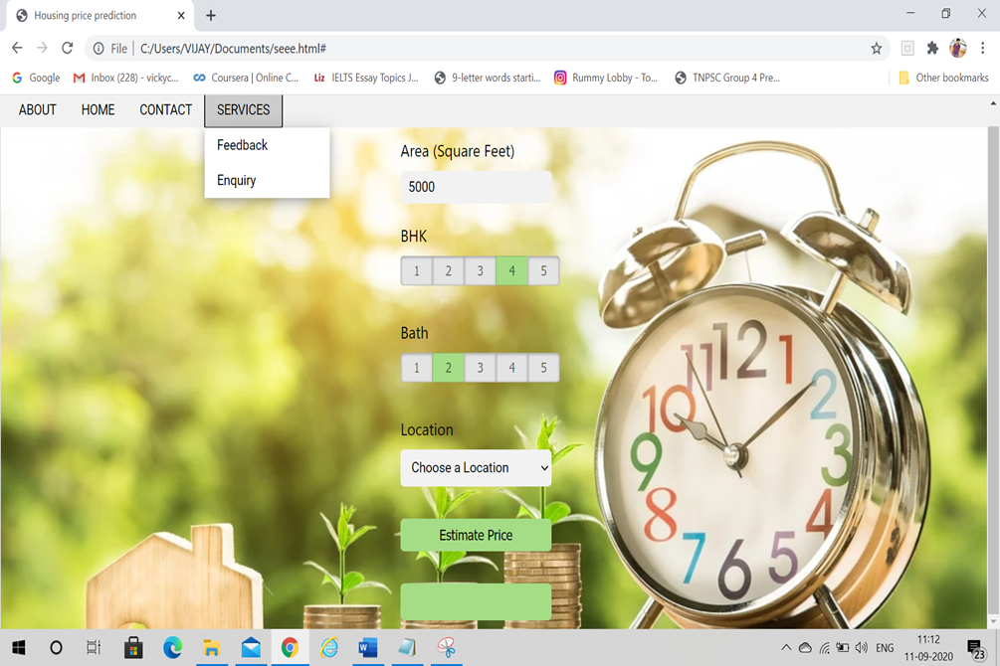 Housing price prediction
File | C:/Users/VIJAY/Documents/seee.html#
Google Inbox (228) - vickyc... Coursera | Online C... Liz IELTS Essay Topics J... 9-letter words starti... Rummy Lobby - To... TNPSC Group 4 Pre... Other bookmarks
ABOUT HOME CONTACT SERVICES
Feedback
Enquiry
Area (Square Feet)
5000
BHK
1 2 3 4 5
Bath
1 2 3 4 5
Location
Choose a Location
Estimate Price
12 1 2 3 4 5 6 7 8 9 10 11
ENG
11:12
11-09-2020
23